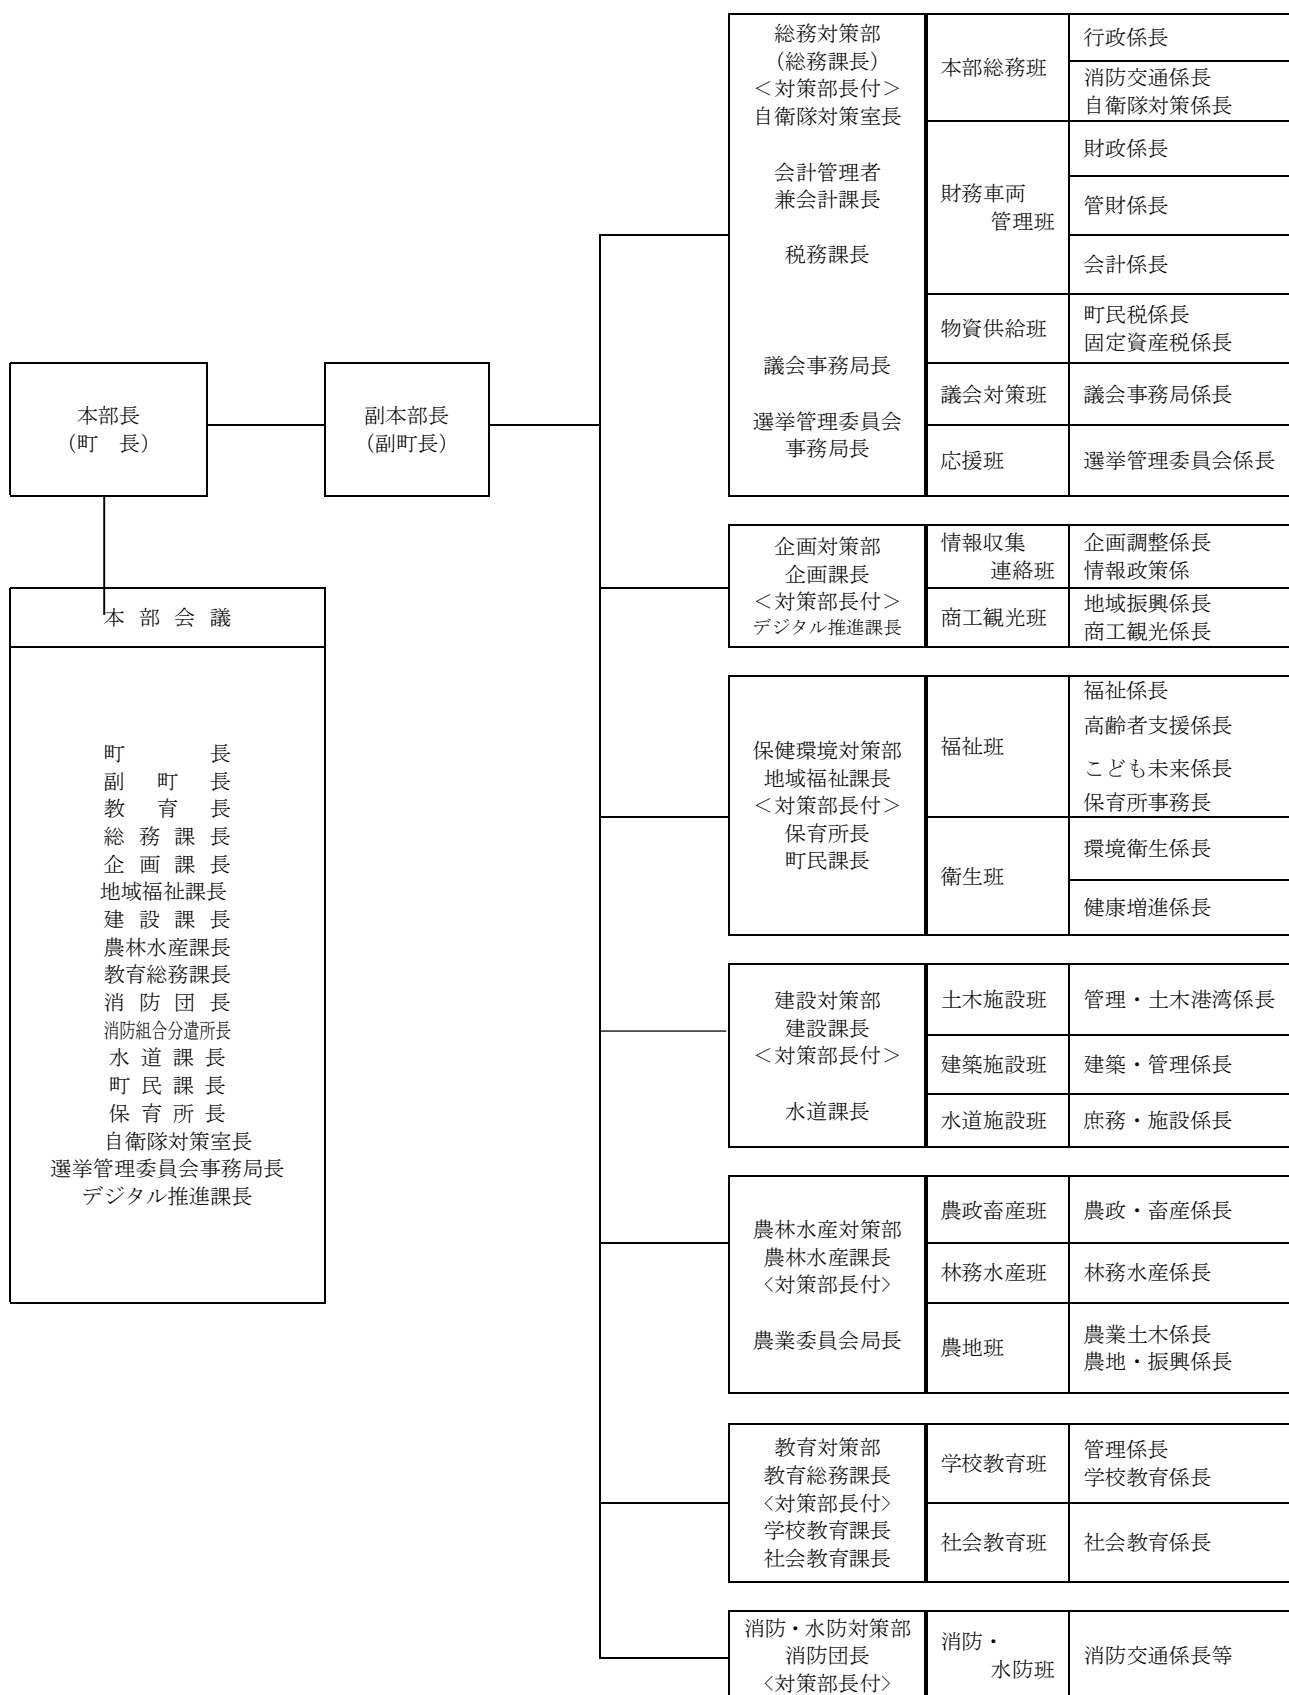 本部長
(町　長)
副本部長
(副町長)
本 部 会 議
町　　　　長
副　町　長
教　育　長
総 務 課 長
企 画 課 長
地域福祉課長
建 設 課 長
農林水産課長
教育総務課長
消 防 団 長
消防組合分遣所長
水 道 課 長
町 民 課 長
保 育 所 長
自衛隊対策室長
選挙管理委員会事務局長
デジタル推進課長
総務対策部
(総務課長)
＜対策部長付＞
自衛隊対策室長
会計管理者
兼会計課長
税務課長
議会事務局長
選挙管理委員会
事務局長
本部総務班
行政係長
消防交通係長
自衛隊対策係長
財務車両
管理班
財政係長
管財係長
会計係長
物資供給班
町民税係長
固定資産税係長
議会対策班
議会事務局係長
応援班
選挙管理委員会係長
企画対策部
企画課長
＜対策部長付＞
デジタル推進課長
情報収集
連絡班
企画調整係長
情報政策係
商工観光班
地域振興係長
商工観光係長
保健環境対策部
地域福祉課長
＜対策部長付＞
保育所長
町民課長
福祉班
福祉係長
高齢者支援係長
こども未来係長
保育所事務長
衛生班
環境衛生係長
健康増進係長
建設対策部
建設課長
＜対策部長付＞
水道課長
土木施設班
管理・土木港湾係長
建築施設班
建築・管理係長
水道施設班
庶務・施設係長
農林水産対策部
農林水産課長
〈対策部長付〉
農業委員会局長
農政畜産班
農政・畜産係長
林務水産班
林務水産係長
農地班
農業土木係長
農地・振興係長
教育対策部
教育総務課長
〈対策部長付〉
学校教育課長
社会教育課長
学校教育班
管理係長
学校教育係長
社会教育班
社会教育係長
消防・水防対策部
消防団長
〈対策部長付〉
消防・
水防班
消防交通係長等